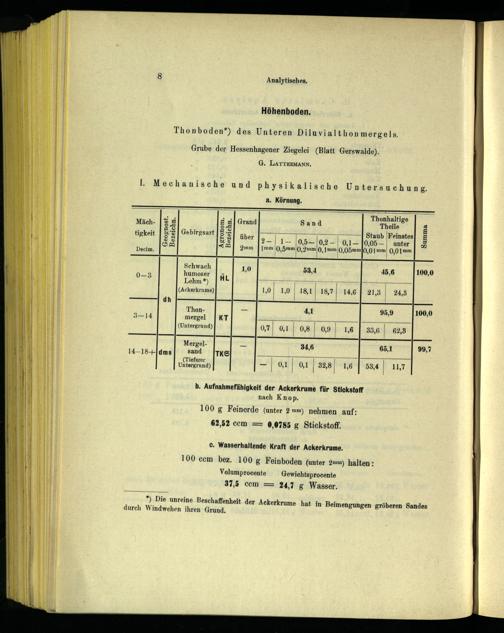 8
Analytisches.
Höhenboden.
Thonboden*) des Unteren Diluvialthonmergels.
Grube der Hessenhagener Ziegelei (Blatt Gerswalde).
G. LATTERMANN.
I. Mechanische und physikalische Untersuchung.
a. Körnung.
Mäch-tigkeit Decim. | Geognost. Bezeichn. | Gebirgsart | Agronom. Bezeichn. | Grand über 2mm | Sand | Thonhaltige Theile | Summa
2–1mm | 1–0,5mm | 0,5–0,2mm | 0,2–0,1mm | 0,1–0,05mm | Staub 0,05–0,01mm | Feinstes unter 0,01mm
0–3 | dh | Schwach humoser Lehm*) (Ackerkrume) | ĤL | 1,0 | 53,4 | 45,6 | 100,0
1,0 | 1,0 | 18,1 | 18,7 | 14,6 | 21,3 | 24,3
3–14 | Thon-mergel (Untergrund) | KT | – | 4,1 | 95,9 | 100,0
0,7 | 0,1 | 0,8 | 0,9 | 1,6 | 33,6 | 62,3
14–18+ | dms | Mergel-sand (Tieferer Untergrund) | TKS | – | 34,6 | 65,1 | 99,7
– | 0,1 | 0,1 | 32,8 | 1,6 | 53,4 | 11,7
b. Aufnahmefähigkeit der Ackerkrume für Stickstoff
nach Knop.
100 g Feinerde (unter 2mm) nehmen auf:
62,52 ccm = 0,0785 g Stickstoff.
c. Wasserhaltende Kraft der Ackerkrume.
100 ccm bez. 100 g Feinboden (unter 2mm) halten:
Volumprocente Gewichtsprocente
37,5 ccm = 24,7 g Wasser.
*) Die unreine Beschaffenheit der Ackerkrume hat in Beimengungen gröberen Sandes
durch Windwehen ihren Grund.